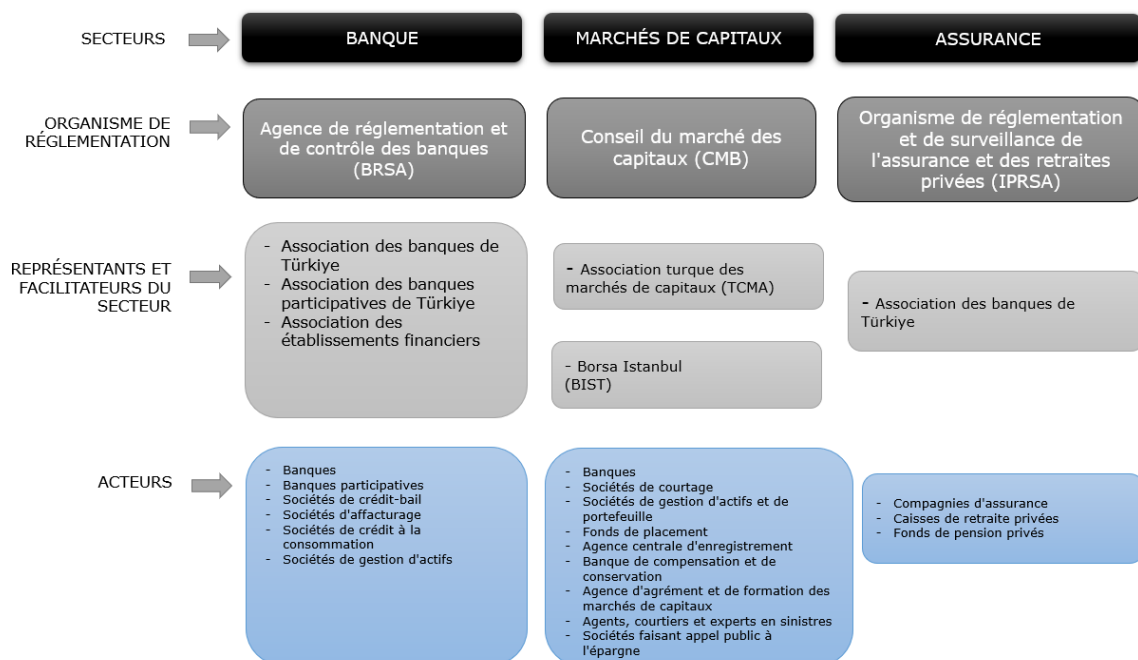 SECTEURS
BANQUE
MARCHÉS DE CAPITAUX
ASSURANCE
ORGANISME DE
RÉGLEMENTATION
Agence de réglementation et
de contrôle des banques
(BRSA)
Conseil du marché des
capitaux (CMB)
Organisme de réglementation
et de surveillance de
l'assurance et des retraites
privées (IPRSA)
REPRÉSENTANTS ET
FACILITATEURS DU
SECTEUR
- Association des banques de
Türkiye
- Association des banques
participatives de Türkiye
- Association des
établissements financiers
- Association turque des
marchés de capitaux (TCMA)
- Borsa Istanbul
(BIST)
- Association des banques de
Türkiye
ACTEURS
- Banques
- Banques participatives
- Sociétés de crédit-bail
- Sociétés d'affacturage
- Sociétés de crédit à la
consommation
- Sociétés de gestion d'actifs
- Banques
- Sociétés de courtage
- Sociétés de gestion d'actifs et de
portefeuille
- Fonds de placement
- Agence centrale d'enregistrement
- Banque de compensation et de
conservation
- Agence d'agrément et de formation des
marchés de capitaux
- Agents, courtiers et experts en sinistres
- Sociétés faisant appel public à
l'épargne
- Compagnies d'assurance
- Caisses de retraite privées
- Fonds de pension privés